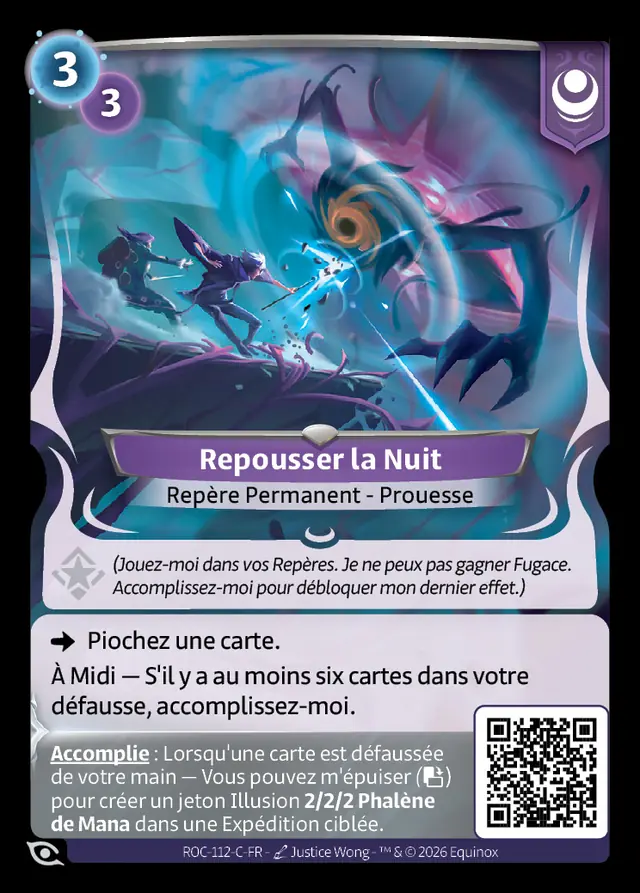 3
3
Repousser la Nuit
Repère Permanent - Prouesse
(Jouez-moi dans vos Repères. Je ne peux pas gagner Fugace.
Accomplissez-moi pour débloquer mon dernier effet.)
Piochez une carte.
À Midi — S'il y a au moins six cartes dans votre
défausse, accomplissez-moi.
Accomplie : Lorsqu'une carte est défaussée
de votre main — Vous pouvez m'épuiser ( )
pour créer un jeton Illusion 2/2/2 Phalène
de Mana dans une Expédition ciblée.
ROC-112-C-FR - Justice Wong - ™ & © 2026 Equinox